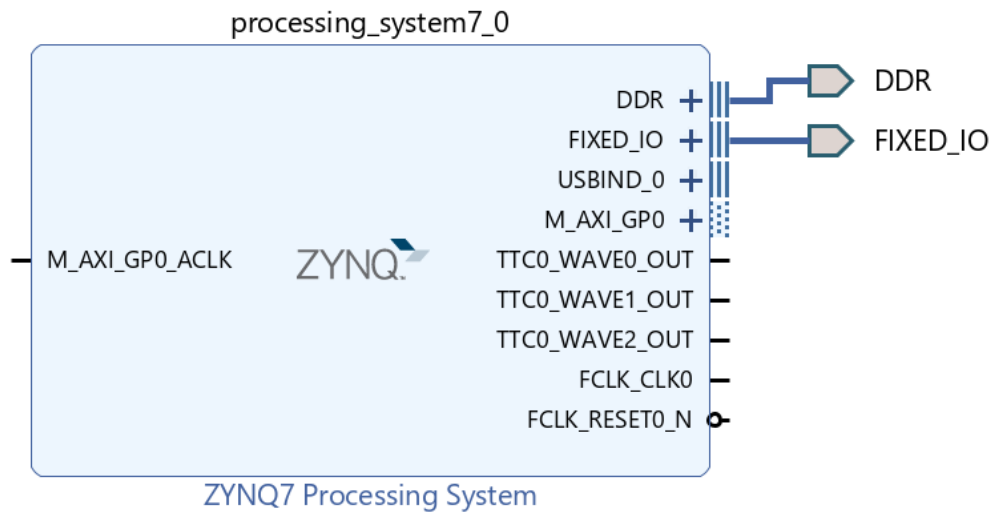 processing_system7_0
DDR
FIXED_IO
USBIND_0
M_AXI_GP0
M_AXI_GP0_ACLK
ZYNQ
TTC0_WAVE0_OUT
TTC0_WAVE1_OUT
TTC0_WAVE2_OUT
FCLK_CLK0
FCLK_RESET0_N
DDR
FIXED_IO
ZYNQ7 Processing System